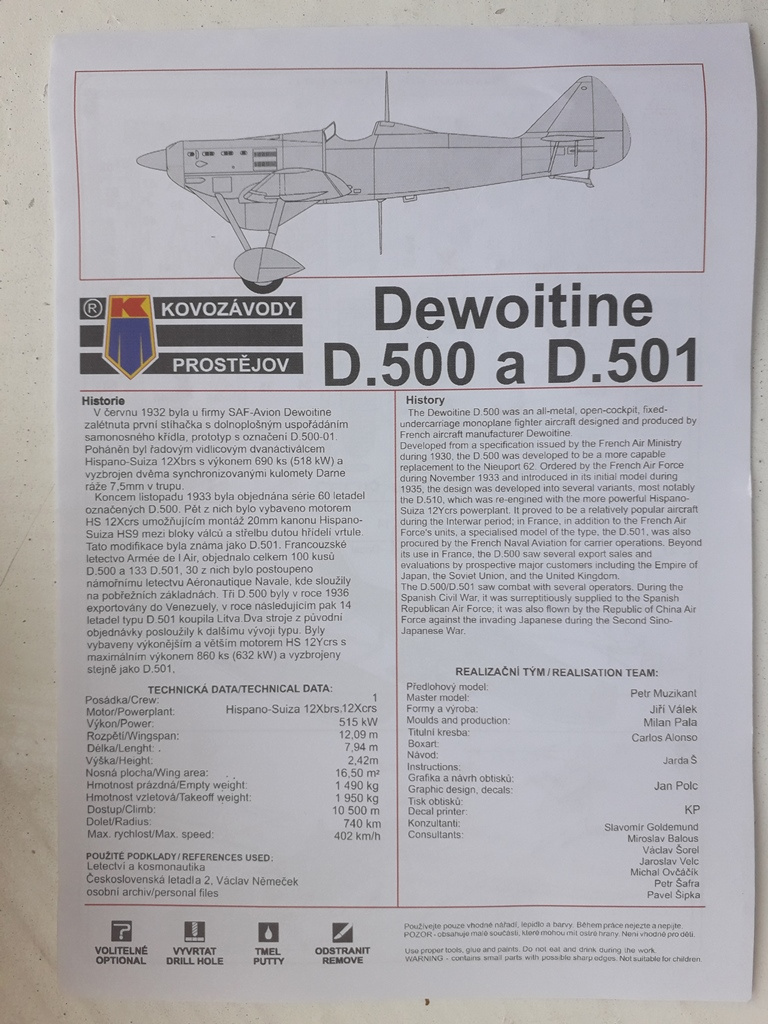 ® K KOVOZÁVODY
PROSTĚJOV
Dewoitine
D.500 a D.501
Historie
V červnu 1932 byla u firmy SAF-Avion Dewoitine
zalétnuta první stíhačka s dolnoplošným uspořádáním
samonosného křídla, prototyp s označení D.500-01.
Poháněn byl řadovým vidlicovým dvanáctiválcem
Hispano-Suiza 12Xbrs s výkonem 690 ks (518 kW) a
vyzbrojen dvěma synchronizovanými kulomety Darne
ráže 7,5mm v trupu.
Koncem listopadu 1933 byla objednána série 60 letadel
označených D.500. Pět z nich bylo vybaveno motorem
HS 12Xcrs umožňujícím montáž 20mm kanonu Hispano-
Suiza HS9 mezi bloky válců a střelbu dutou hřídelí vrtule.
Tato modifikace byla známa jako D.501. Francouzské
letectvo Armée de l Air, objednalo celkem 100 kusů
D.500 a 133 D.501, 30 z nich bylo postoupeno
námořnímu letectvu Aéronautique Navale, kde sloužily
na pobřežních základnách. Tři D.500 byly v roce 1936
exportovány do Venezuely, v roce následujícím pak 14
letadel typu D.501 koupila Litva.Dva stroje z původní
objednávky posloužily k dalšímu vývoji typu. Byly
vybaveny výkonějším a větším motorem HS 12Ycrs s
maximálním výkonem 860 ks (632 kW) a vyzbrojeny
stejně jako D.501.
TECHNICKÁ DATA/TECHNICAL DATA:
Posádka/Crew: 1
Motor/Powerplant: Hispano-Suiza 12Xbrs.12Xcrs
Výkon/Power: 515 kW
Rozpětí/Wingspan: 12,09 m
Délka/Lenght: . 7,94 m
Výška/Height: 2,42m
Nosná plocha/Wing area: 16,50 m²
Hmotnost prázdná/Empty weight: 1 490 kg
Hmotnost vzletová/Takeoff weight: 1 950 kg
Dostup/Climb: 10 500 m
Dolet/Radius: 740 km
Max. rychlost/Max. speed: 402 km/h
POUŽITÉ PODKLADY/REFERENCES USED:
Letectví a kosmonautika
Československá letadla 2, Václav Němeček
osobní archiv/personal files
History
The Dewoitine D.500 was an all-metal, open-cockpit, fixed-
undercarriage monoplane fighter aircraft designed and produced by
French aircraft manufacturer Dewoitine.
Developed from a specification issued by the French Air Ministry
during 1930, the D.500 was developed to be a more capable
replacement to the Nieuport 62. Ordered by the French Air Force
during November 1933 and introduced in its initial model during
1935, the design was developed into several variants, most notably
the D.510, which was re-engined with the more powerful Hispano-
Suiza 12Ycrs powerplant. It proved to be a relatively popular aircraft
during the Interwar period; in France, in addition to the French Air
Force's units, a specialised model of the type, the D.501, was also
procured by the French Naval Aviation for carrier operations. Beyond
its use in France, the D.500 saw several export sales and
evaluations by prospective major customers including the Empire of
Japan, the Soviet Union, and the United Kingdom.
The D.500/D.501 saw combat with several operators. During the
Spanish Civil War, it was surreptitiously supplied to the Spanish
Republican Air Force; it was also flown by the Republic of China Air
Force against the invading Japanese during the Second Sino-
Japanese War.
REALIZAČNÍ TÝM / REALISATION TEAM:
Předlohový model:
Master model: Petr Muzikant
Formy a výroba: Jiří Válek
Moulds and production: Milan Pala
Titulní kresba:
Boxart: Carlos Alonso
Návod:
Instructions: Jarda Š
Grafika a návrh obtisků:
Graphic design, decals: Jan Polc
Tisk obtisků:
Decal printer: KP
Konzultanti: Slavomír Goldemund
Consultants: Miroslav Balous
Václav Šorel
Jaroslav Velc
Michal Ovčáčík
Petr Šafra
Pavel Šipka
?
VOLITELNÉ
OPTIONAL
VYVRTAT
DRILL HOLE
TMEL
PUTTY
ODSTRANIT
REMOVE
Používejte pouze vhodné nářadí, lepidlo a barvy. Během práce nejezte a nepijte.
POZOR - obsahuje malé součásti, které mohou mít ostré hrany. Není vhodné pro děti.
Use proper tools, glue and paints. Do not eat and drink during the work.
WARNING - contains small parts with possible sharp edges. Not suitable for children